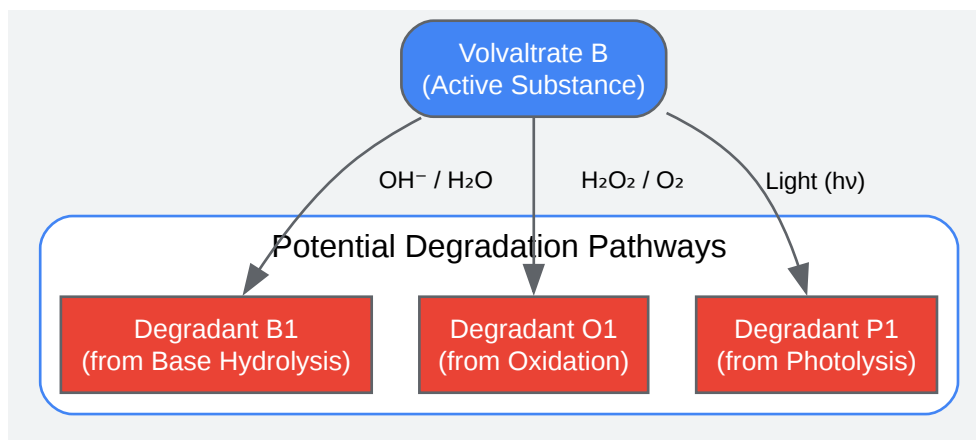 Volvaltrate B
(Active Substance)
OH⁻ / H₂O
H₂O₂ / O₂
Light (hν)
Potential Degradation Pathways
Degradant B1
(from Base Hydrolysis)
Degradant O1
(from Oxidation)
Degradant P1
(from Photolysis)